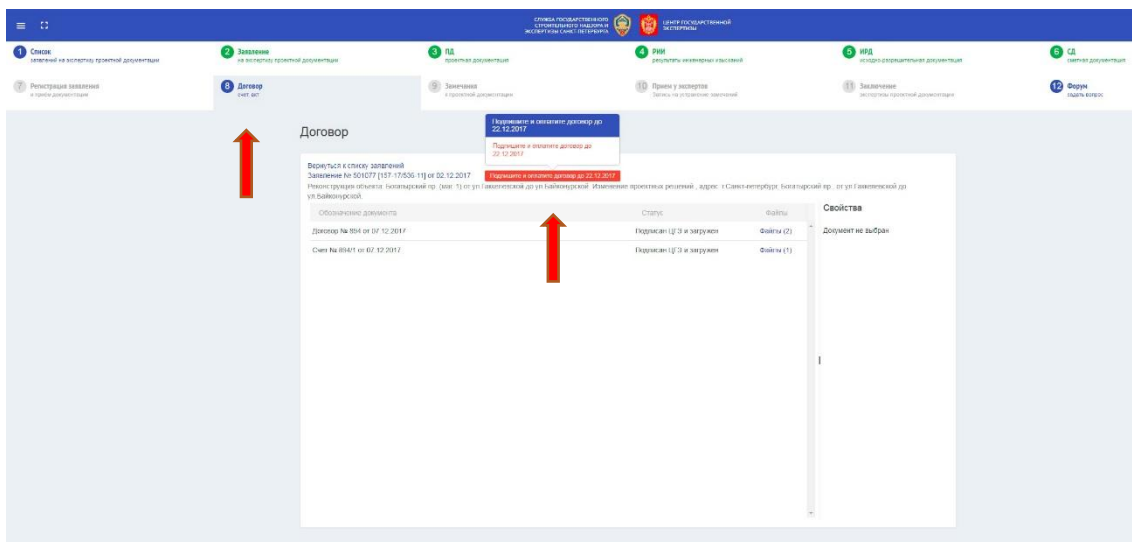 СЛУЖБА ГОСУДАРСТВЕННОГО
СТРОИТЕЛЬНОГО НАДЗОРА И
ЭКСПЕРТИЗЫ САНКТ-ПЕТЕРБУРГА
ЦЕНТР ГОСУДАРСТВЕННОЙ
ЭКСПЕРТИЗЫ
1 Список
заявлений на экспертизу проектной документации
2 Заявление
на экспертизу проектной документации
3 ПД
проектная документация
4 РИИ
результаты инженерных изысканий
5 ИРД
исходно-разрешительная документация
6 СД
сметная документация
7 Регистрация заявления
и прием документации
8 Договор
счет, акт
9 Замечания
к проектной документации
10 Прием у экспертов
Запись на устранение замечаний
11 Заключение
экспертизы проектной документации
12 Форум
задать вопрос
Договор
Подпишите и оплатите договор до
22.12.2017
Подпишите и оплатите договор до
22.12.2017
Вернуться к списку заявлений
Заявление № 501077 [157-17/536-11] от 02.12.2017
Подпишите и оплатите договор до 22.12.2017
Реконструкция объекта: Богатырский пр. от ул до ул Байконурской. Изменение проектных решений , адрес: г.Санкт-петербург, Богатырский пр., от ул до
ул.Байконурской.
Обозначение документа
Статус
Файлы
Договор № 854 от 07.12.2017
Подписан ЦГЭ и загружен
Файлы (2)
Счет № 854/1 от 07.12.2017
Подписан ЦГЭ и загружен
Файлы (1)
Свойства
Документ не выбран